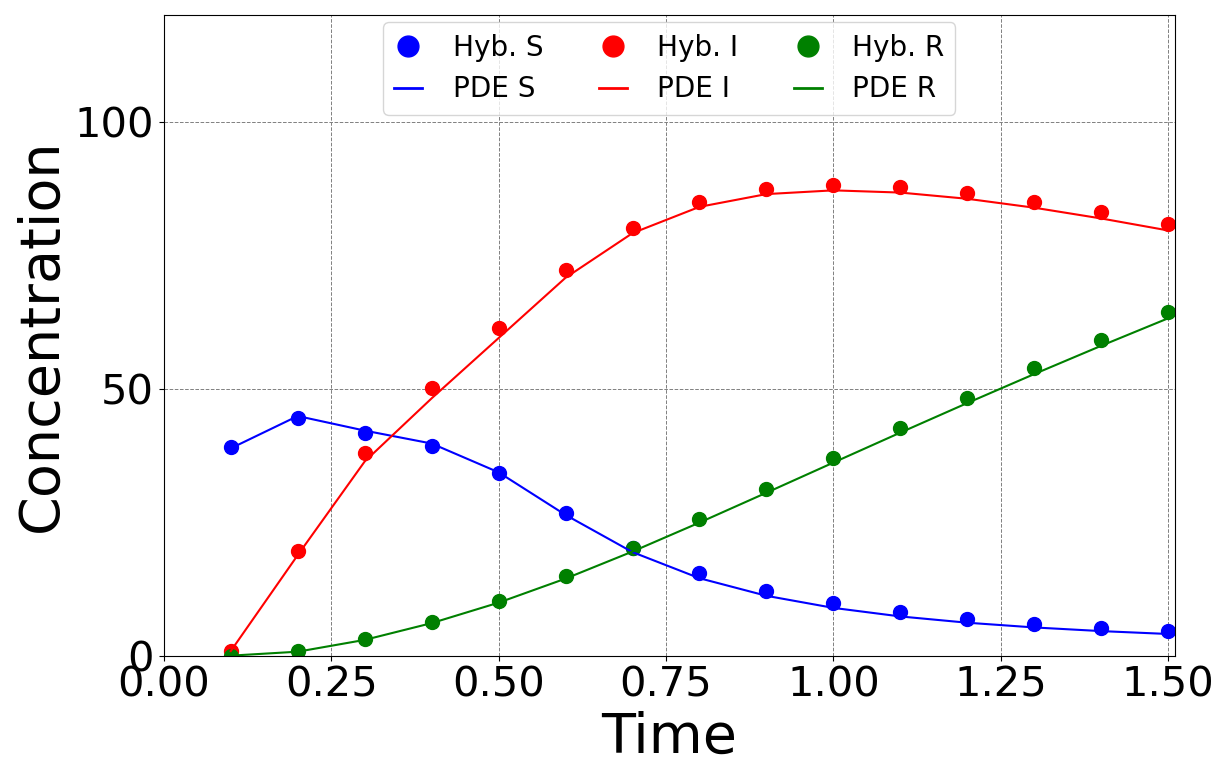 Hyb. S Hyb. I Hyb. R
PDE S PDE I PDE R
Concentration
100
50
0
0.00 0.25 0.50 0.75 1.00 1.25 1.50
Time